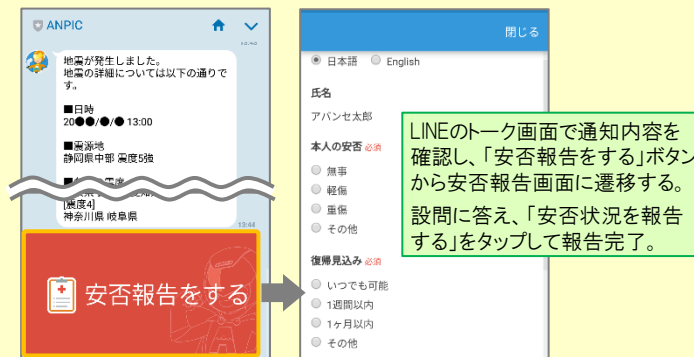 ANPIC
地震が発生しました。
地震の詳細については以下の通りで
す。
■日時
20●●/●/● 13:00
■震源地
静岡県中部 震度5強
[震度4]
神奈川県 岐阜県
13:44
安否報告をする
閉じる
日本語 English
氏名
アバンセ太郎
本人の安否 必須
無事
軽傷
重傷
その他
復帰見込み 必須
いつでも可能
1週間以内
1ヶ月以内
その他
LINEのトーク画面で通知内容を
確認し、「安否報告をする」ボタン
から安否報告画面に遷移する。
設問に答え、「安否状況を報告
する」をタップして報告完了。